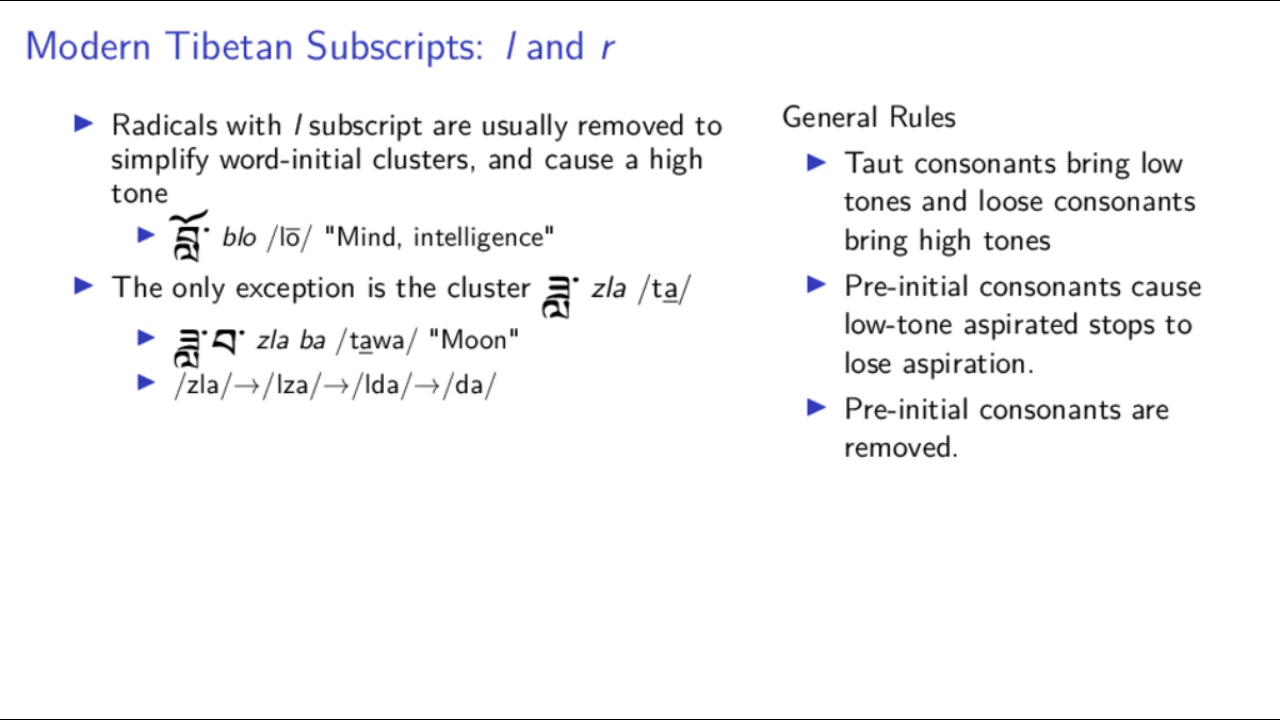 Modern Tibetan Subscripts: l and r
▶ Radicals with l subscript are usually removed to
simplify word-initial clusters, and cause a high
tone
▶ བློ་ blo /lō/ "Mind, intelligence"
▶ The only exception is the cluster ཟླ་ zla /ta̱/
▶ ཟླ་བ་ zla ba /ta̱wa/ "Moon"
▶ /zla/→/lza/→/lda/→/da/
General Rules
▶ Taut consonants bring low
tones and loose consonants
bring high tones
▶ Pre-initial consonants cause
low-tone aspirated stops to
lose aspiration.
▶ Pre-initial consonants are
removed.